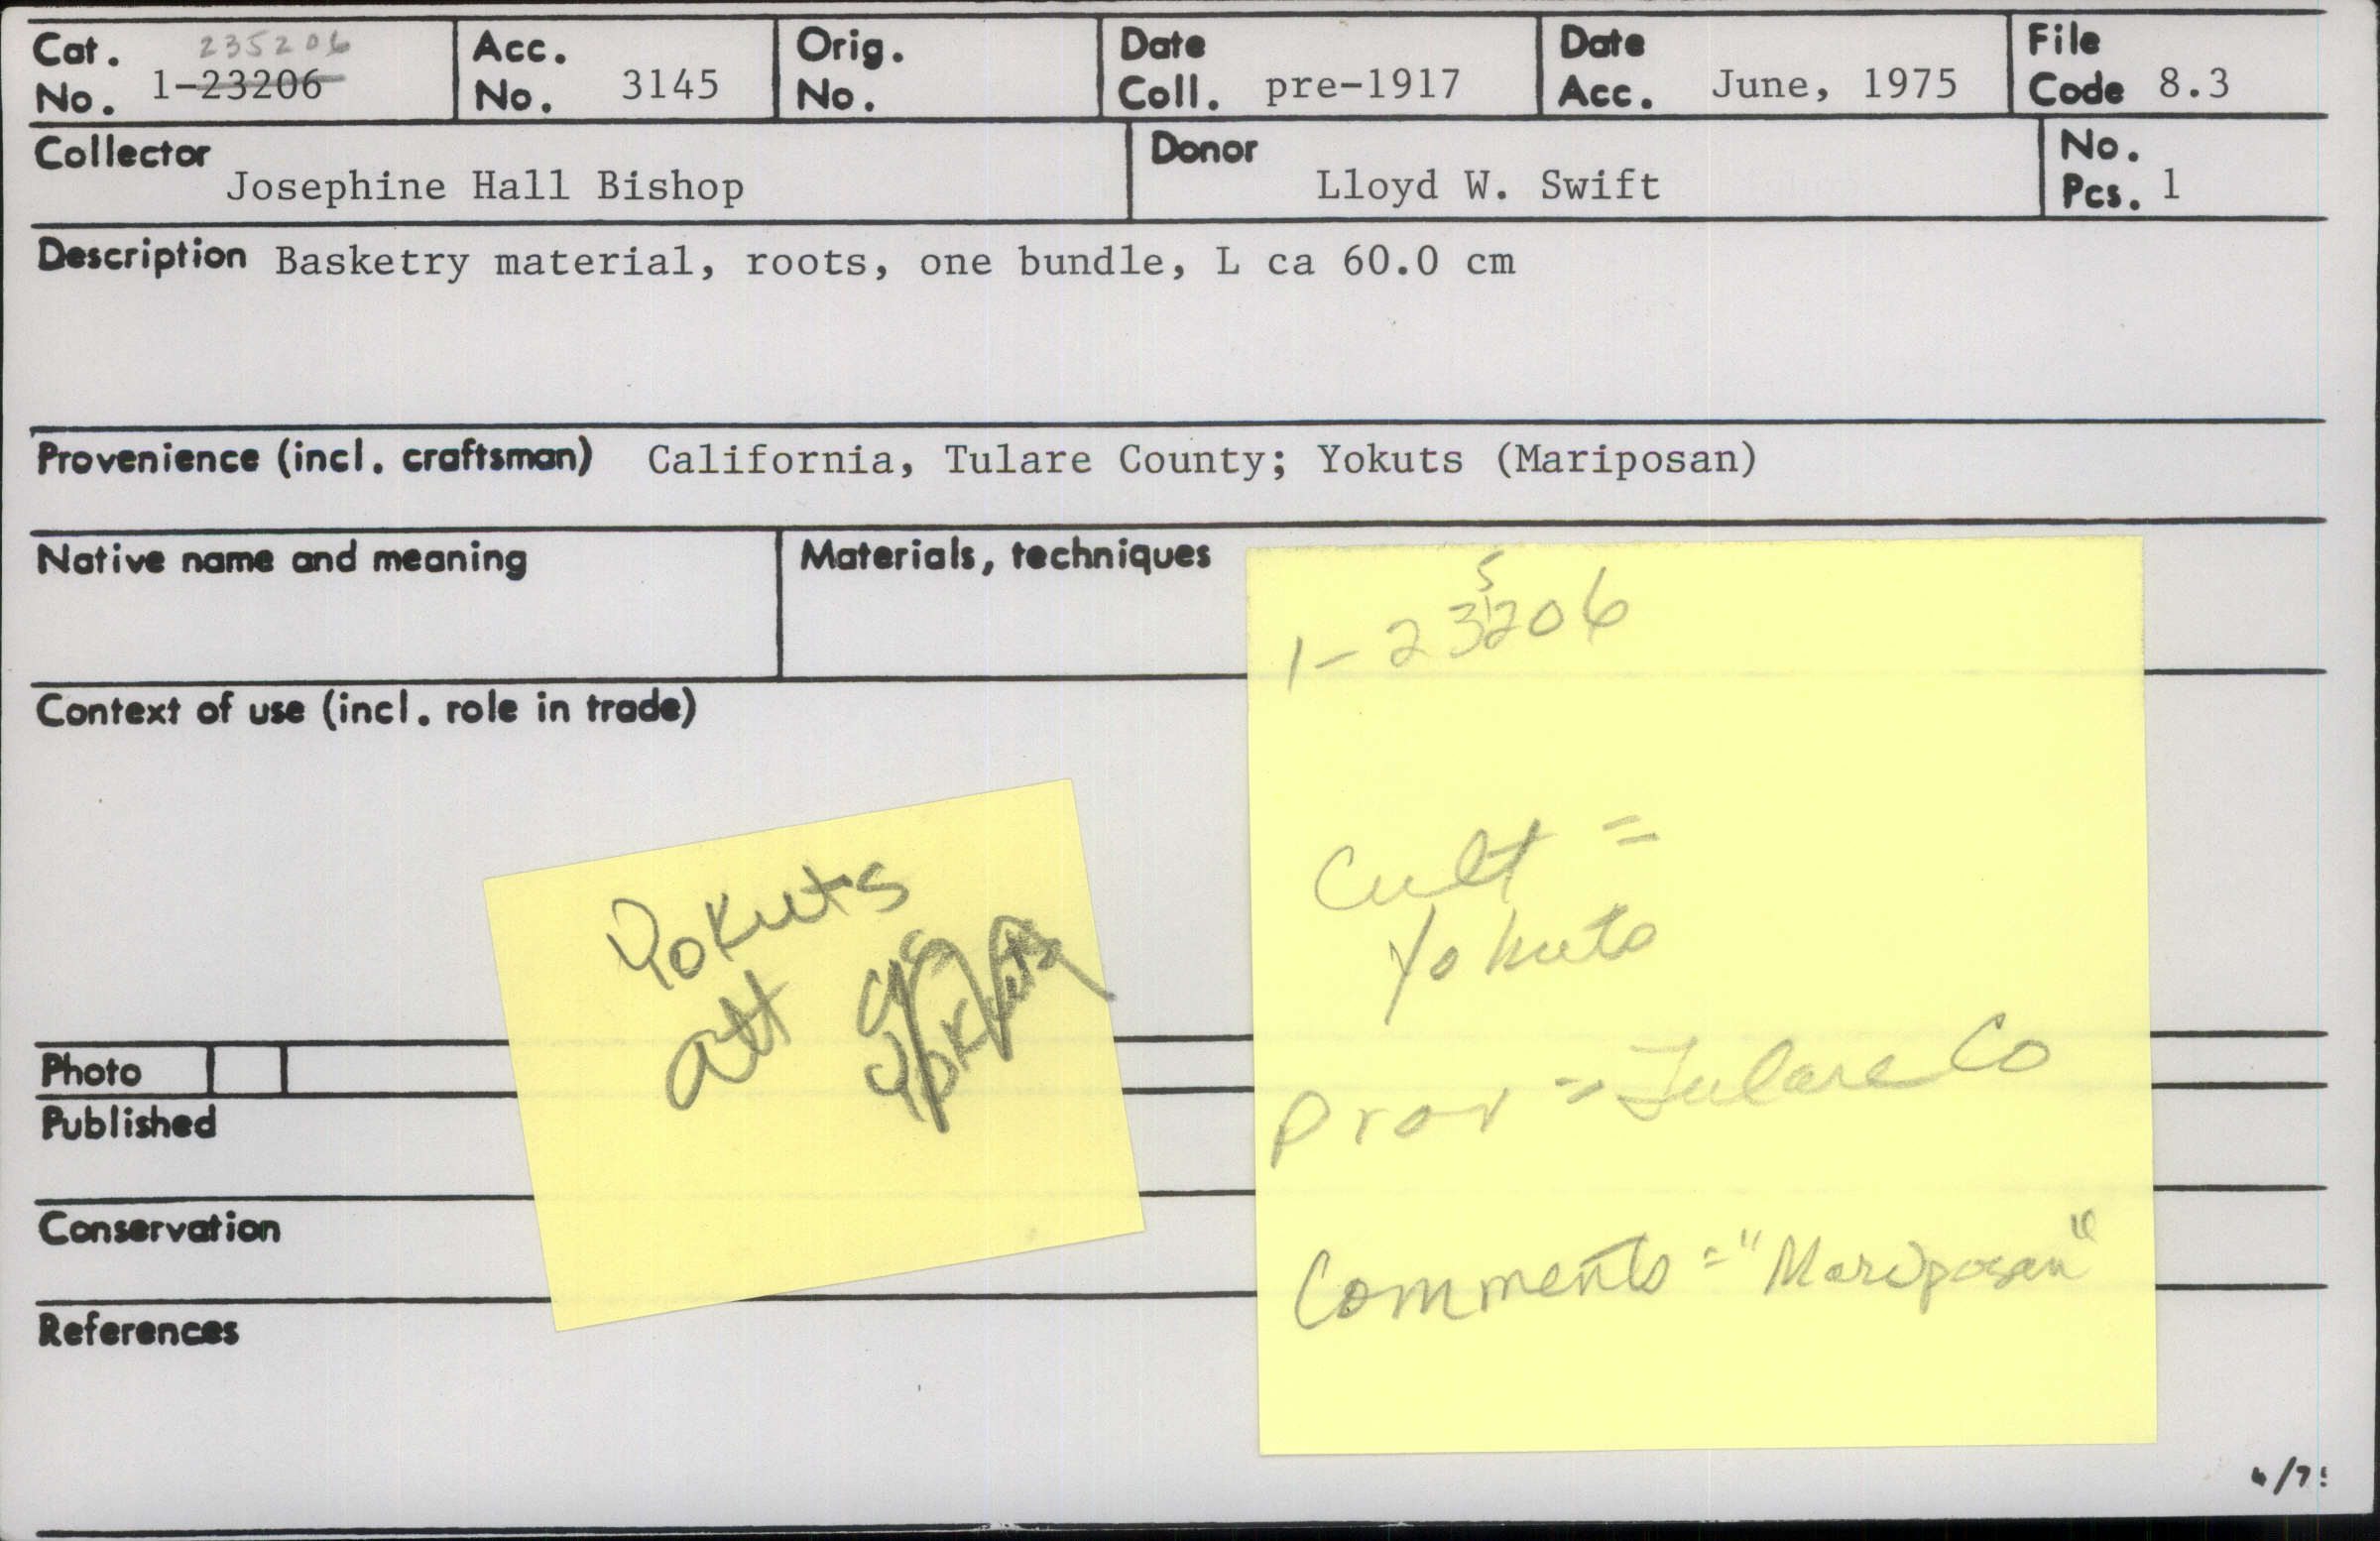 Cat. No. 235206
1-23206
Acc. No. 3145
Orig. No.
Date Coll. pre-1917
Date Acc. June, 1975
File Code 8.3
Collector Josephine Hall Bishop
Donor Lloyd W. Swift
No. Pcs. 1
Description Basketry material, roots, one bundle, L ca 60.0 cm
Provenience (incl. craftsman) California, Tulare County; Yokuts (Mariposan)
Native name and meaning
Materials, techniques
Context of use (incl. role in trade)
Photo
Published
Conservation
References
Yokuts
att
Yokuts
1-235206
Cult =
Yokuts
Prov = Tulare Co
Comments = "Mariposan"